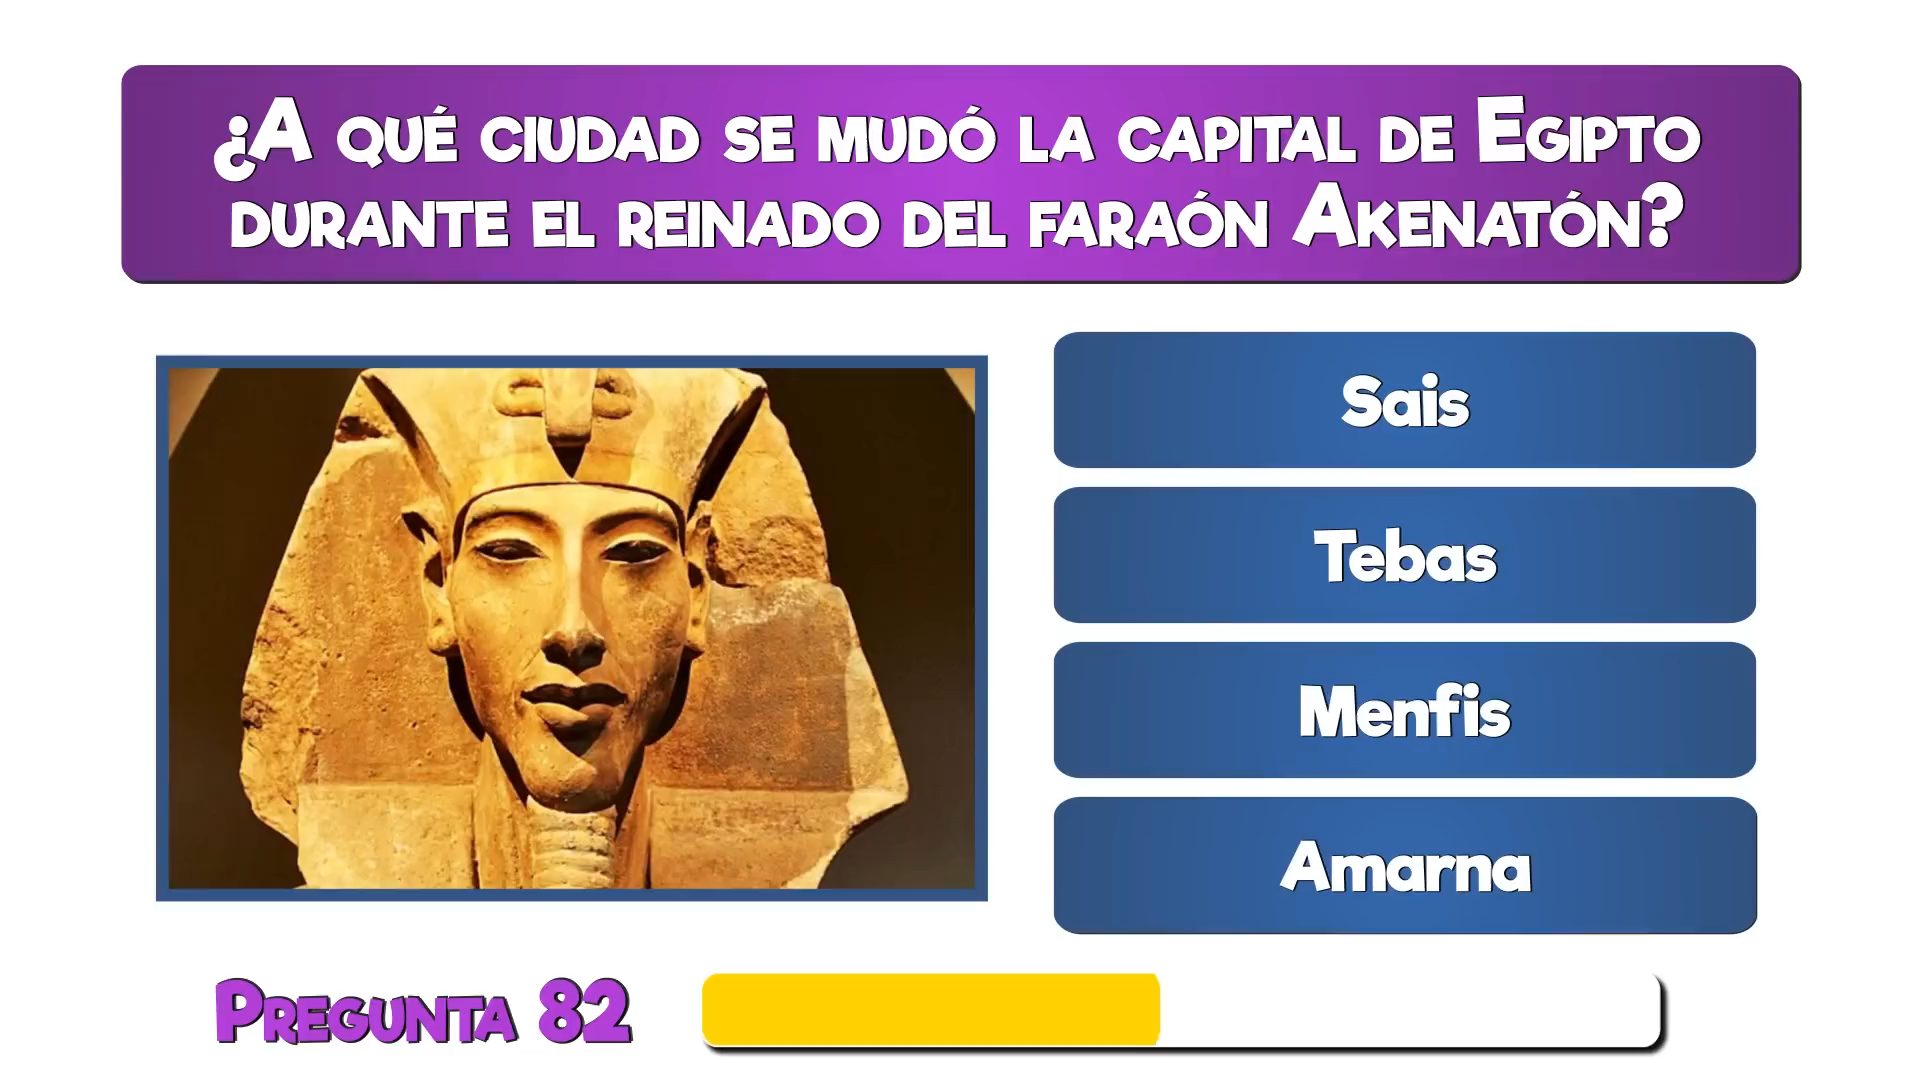 ¿A qué ciudad se mudó la capital de Egipto
durante el reinado del faraón Akenatón?
Sais
Tebas
Menfis
Amarna
Pregunta 82